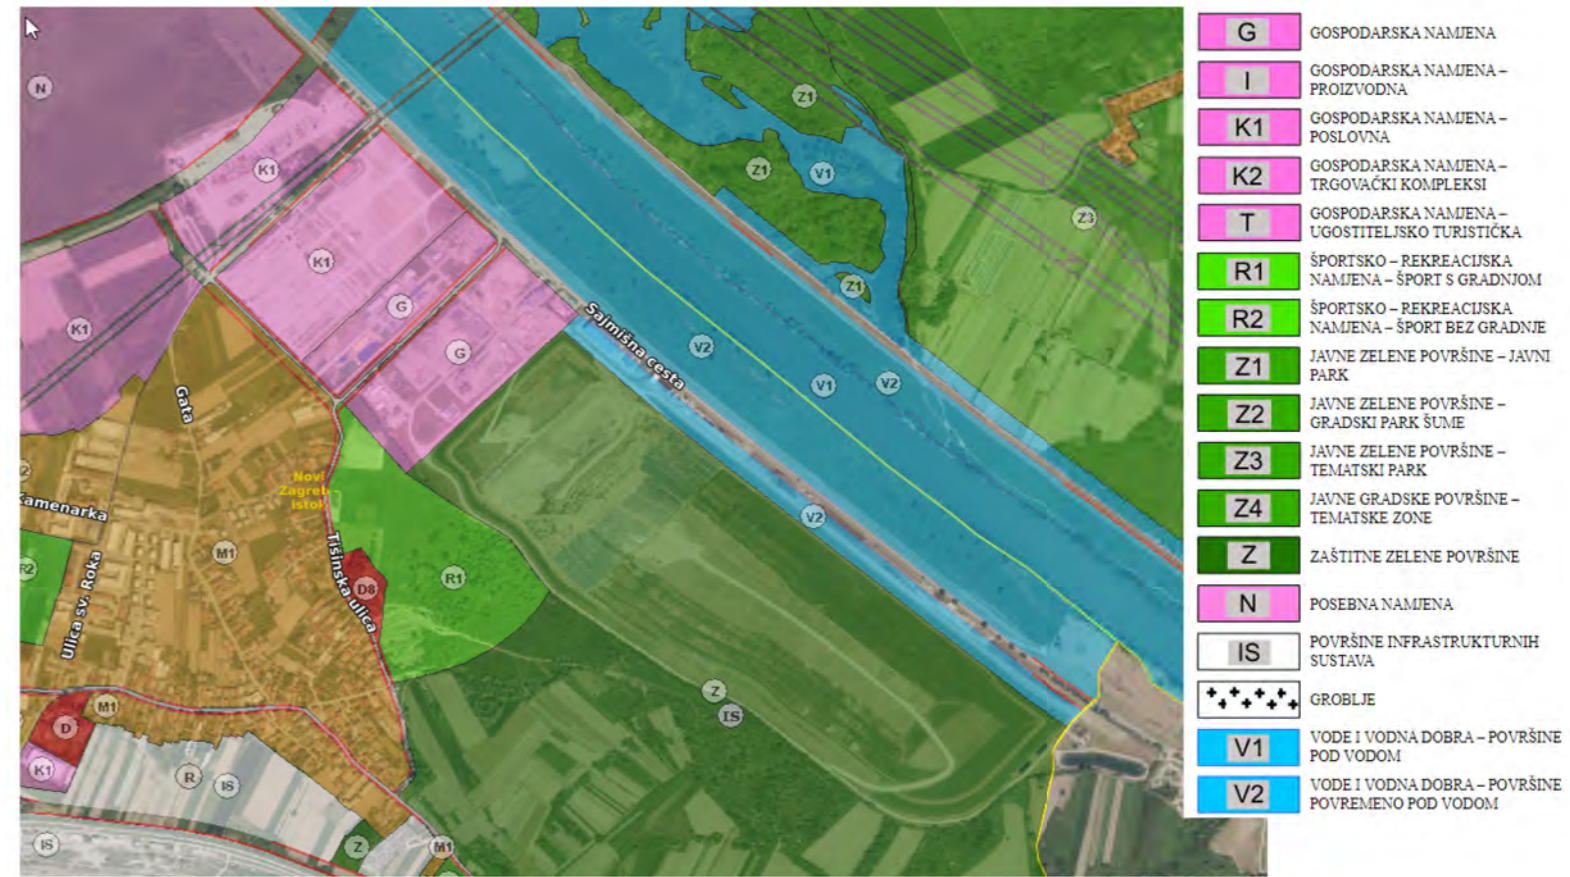 N
K1
K1
K1
G
G
Z1
Z1
V1
Z3
Z1
Sajmišna cesta
V2
V1
V2
V2
Gata
Novi
Zagreb
istok
Kamenarka
M1
R2
Ulica sv. Roka
Tišinska ulica
D8
R1
Z
IS
M1
D
K1
R
IS
IS
Z
M1
G GOSPODARSKA NAMJENA
I GOSPODARSKA NAMJENA –
PROIZVODNA
K1 GOSPODARSKA NAMJENA –
POSLOVNA
K2 GOSPODARSKA NAMJENA –
TRGOVAČKI KOMPLEKSI
T GOSPODARSKA NAMJENA –
UGOSTITELJSKO TURISTIČKA
R1 ŠPORTSKO – REKREACIJSKA
NAMJENA – ŠPORT S GRADNJOM
R2 ŠPORTSKO – REKREACIJSKA
NAMJENA – ŠPORT BEZ GRADNJE
Z1 JAVNE ZELENE POVRŠINE – JAVNI
PARK
Z2 JAVNE ZELENE POVRŠINE –
GRADSKI PARK ŠUME
Z3 JAVNE ZELENE POVRŠINE –
TEMATSKI PARK
Z4 JAVNE GRADSKE POVRŠINE –
TEMATSKE ZONE
Z ZAŠTITNE ZELENE POVRŠINE
N POSEBNA NAMJENA
IS POVRŠINE INFRASTRUKTURNIH
SUSTAVA
GROBLJE
V1 VODE I VODNA DOBRA – POVRŠINE
POD VODOM
V2 VODE I VODNA DOBRA – POVRŠINE
POVREMENO POD VODOM